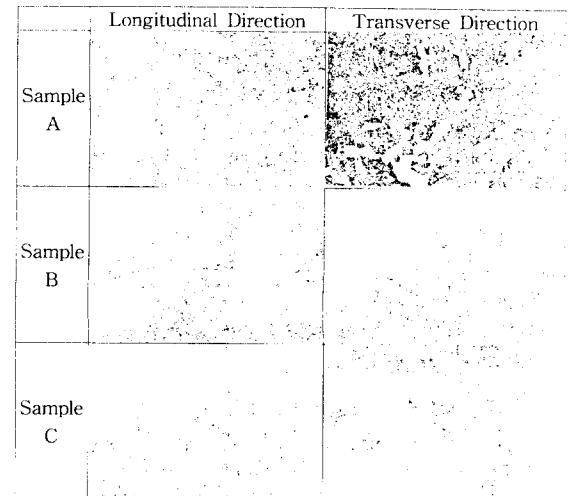 Longitudinal Direction
Transverse Direction
Sample
A
Sample
B
Sample
C